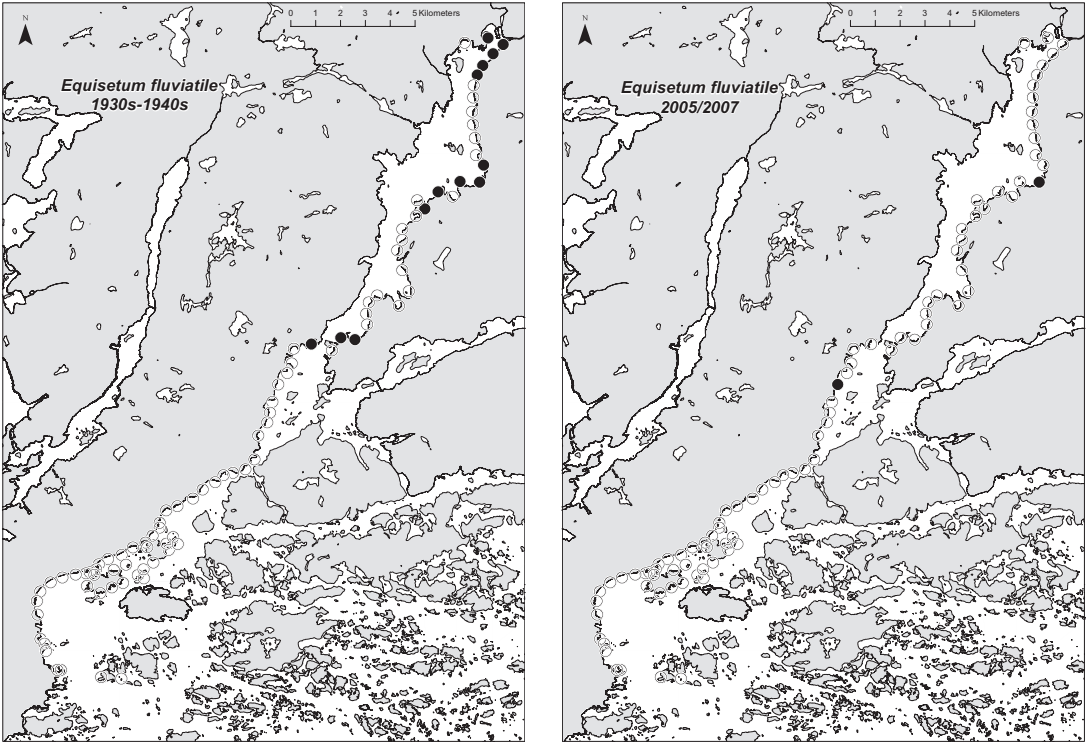 N
0 1 2 3 4 5 Kilometers
Equisetum fluviatile
1930s-1940s
N
0 1 2 3 4 5 Kilometers
Equisetum fluviatile
2005/2007